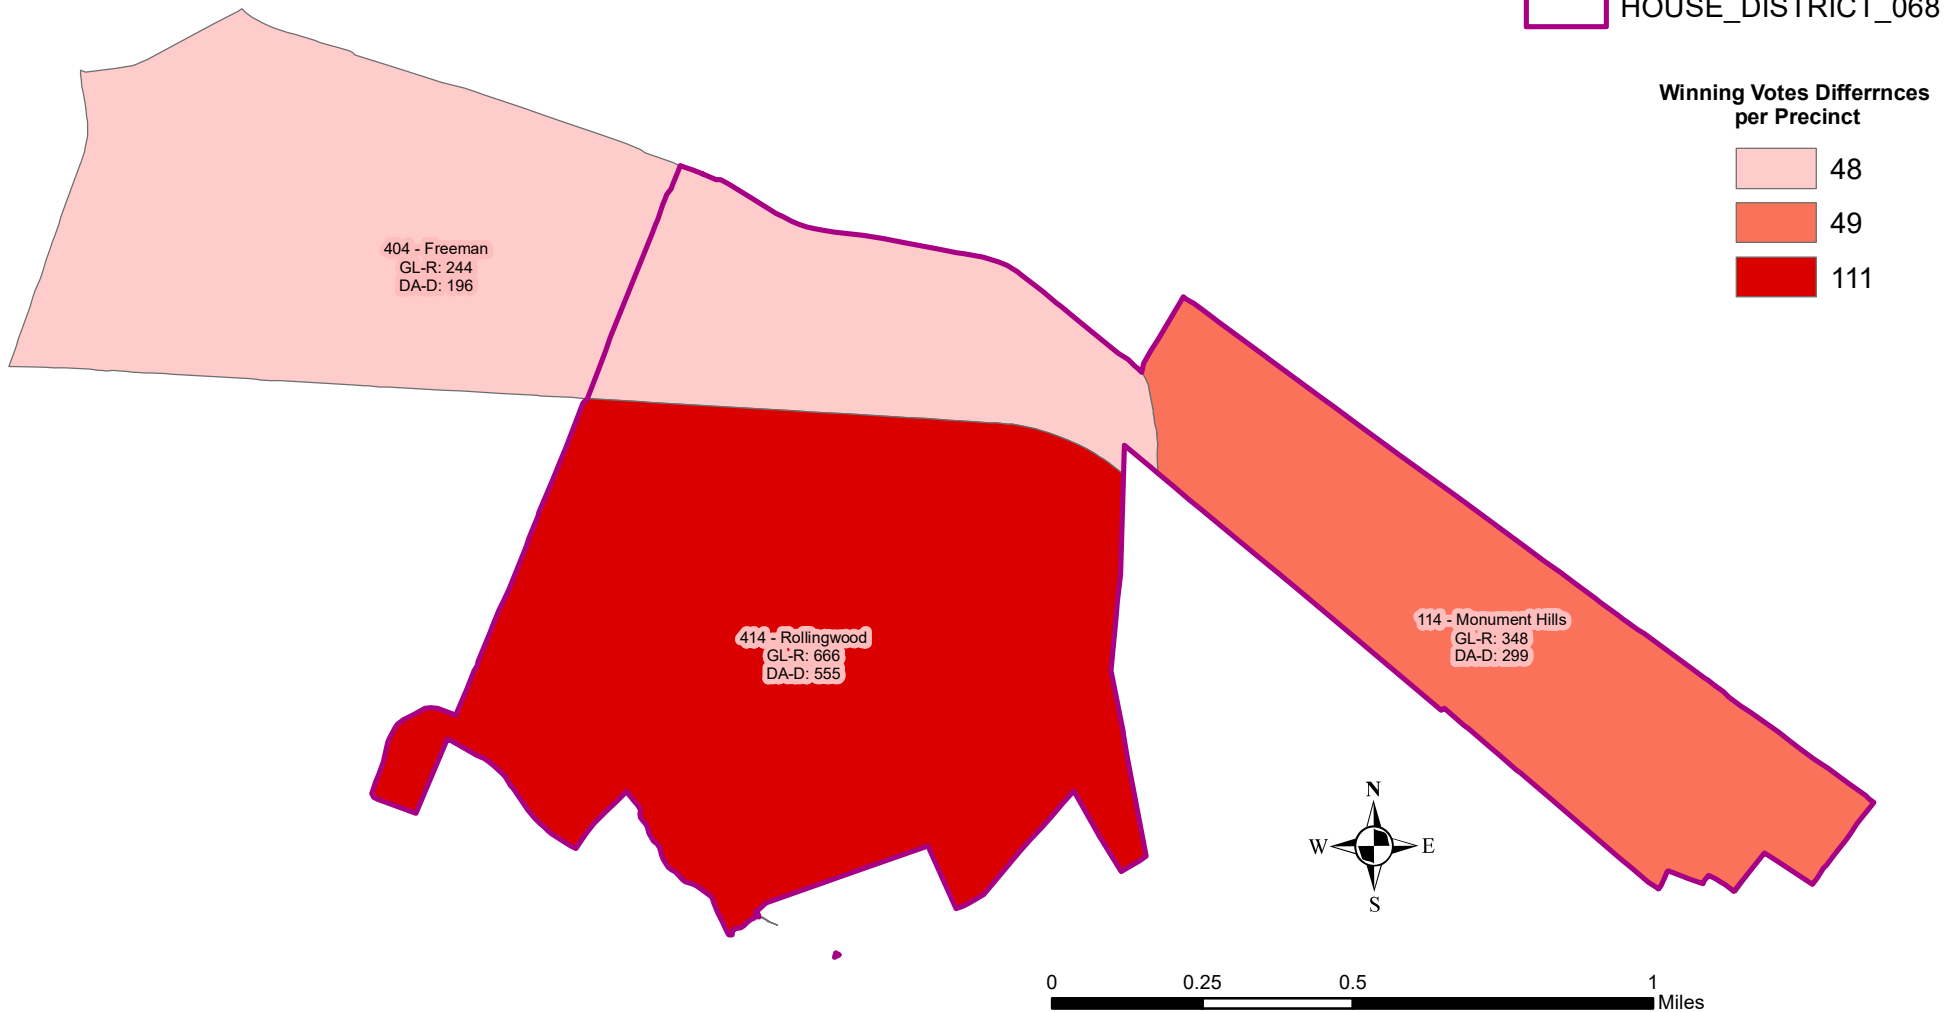 HOUSE_DISTRICT_068
Winning Votes Differrnces
per Precinct
48
49
111
404 - Freeman
GL-R: 244
DA-D: 196
414 - Rollingwood
GL-R: 666
DA-D: 555
114 - Monument Hills
GL-R: 348
DA-D: 299
N
W E
S
0 0.25 0.5 1
Miles